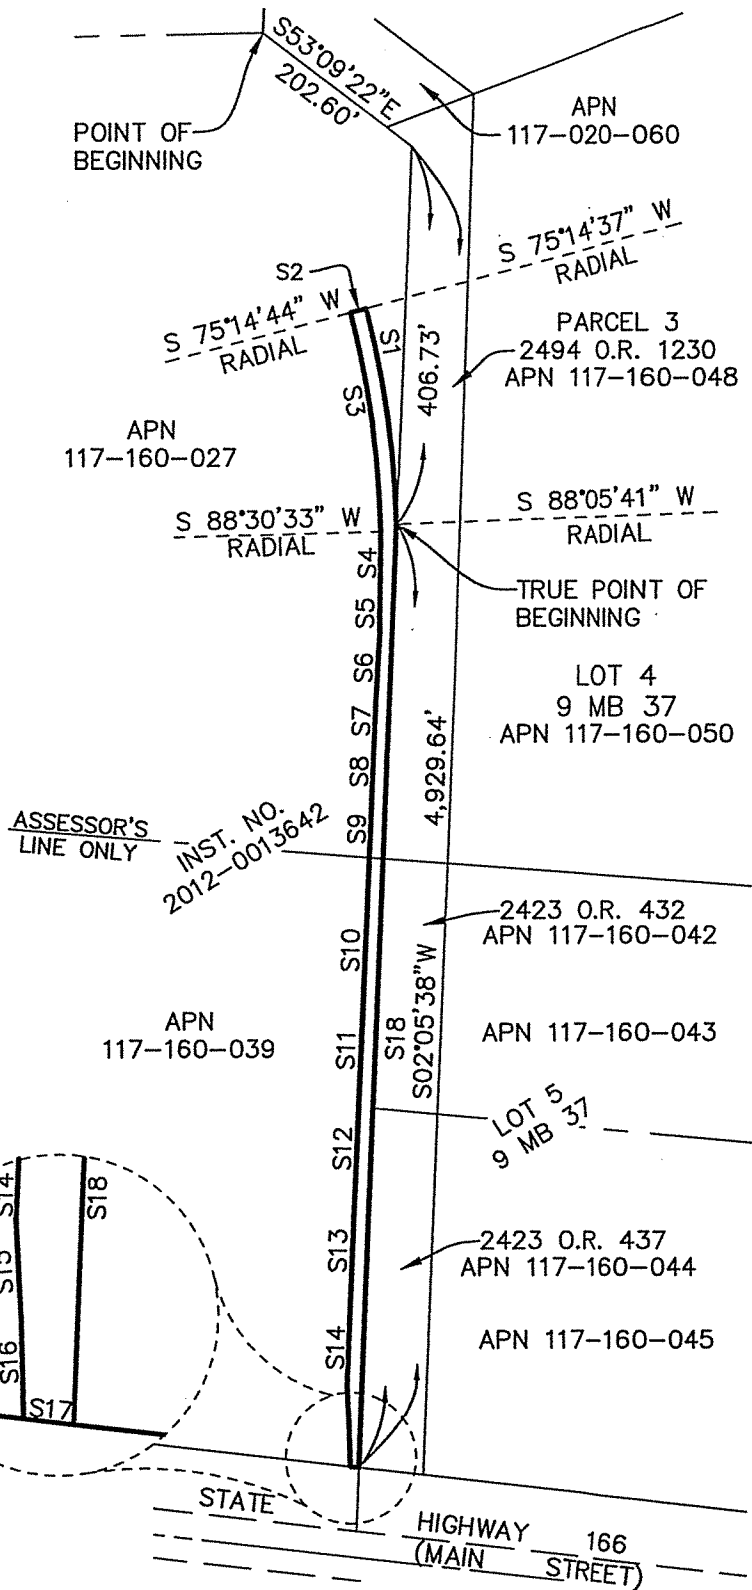 S53°09'22"E
202.60'
POINT OF
BEGINNING
APN
117-020-060
S 75°14'37" W
RADIAL
S2
S 75°14'44" W
RADIAL
S1
S3
406.73'
PARCEL 3
2494 O.R. 1230
APN 117-160-048
APN
117-160-027
S 88°30'33" W
RADIAL
S 88°05'41" W
RADIAL
TRUE POINT OF
BEGINNING
S4
S5
S6
S7
S8
S9
LOT 4
9 MB 37
APN 117-160-050
4,929.64'
ASSESSOR'S
LINE ONLY
INST. NO.
2012-0013642
2423 O.R. 432
APN 117-160-042
S10
S02°05'38"W
APN
117-160-039
S11
S18
APN 117-160-043
LOT 5
9 MB 37
S12
S13
S14
2423 O.R. 437
APN 117-160-044
APN 117-160-045
S14
S18
S15
S16
S17
STATE HIGHWAY 166
(MAIN STREET)